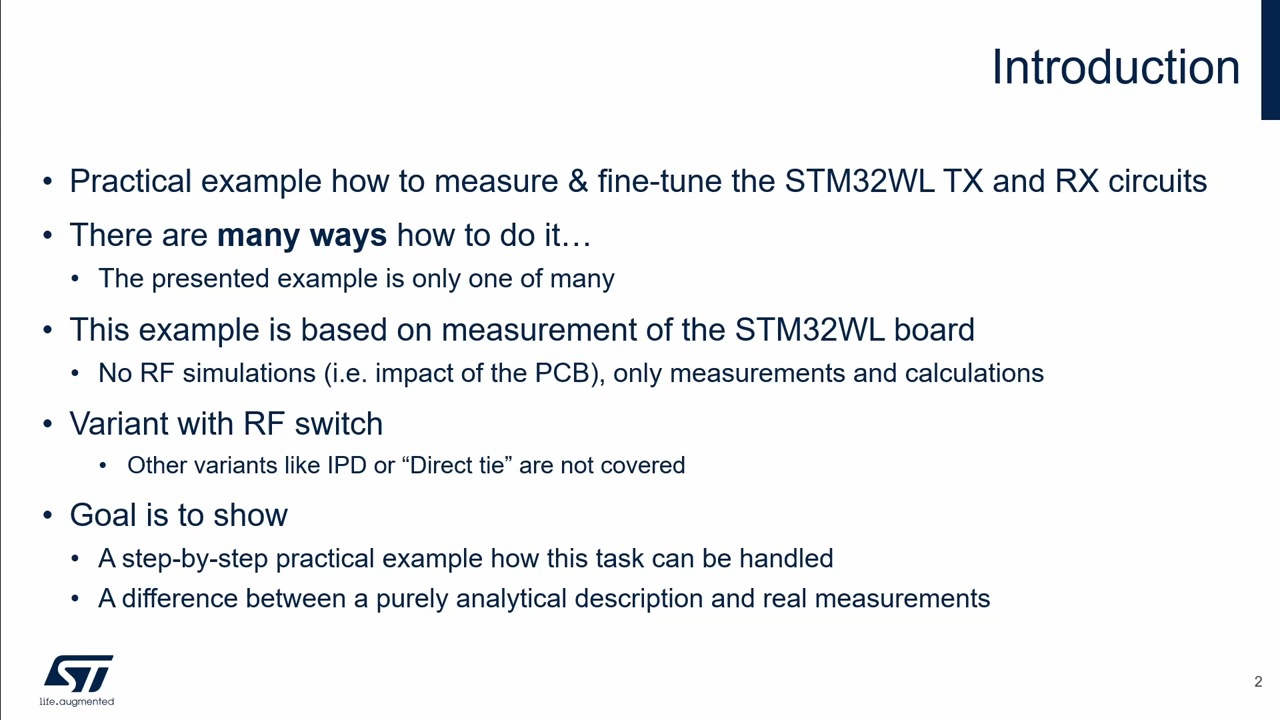 Introduction
• Practical example how to measure & fine-tune the STM32WL TX and RX circuits
• There are many ways how to do it…
• The presented example is only one of many
• This example is based on measurement of the STM32WL board
• No RF simulations (i.e. impact of the PCB), only measurements and calculations
• Variant with RF switch
• Other variants like IPD or “Direct tie” are not covered
• Goal is to show
• A step-by-step practical example how this task can be handled
• A difference between a purely analytical description and real measurements
ST
life.augmented
2